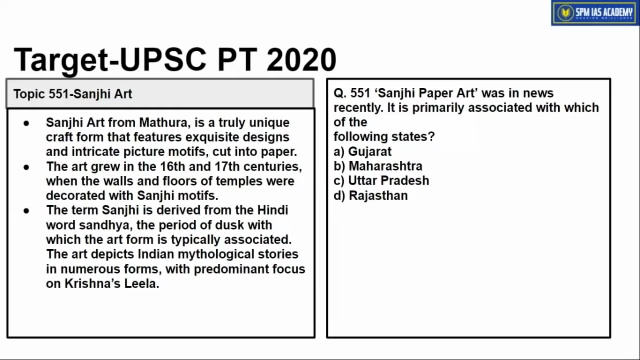 SPM IAS ACADEMY
Target-UPSC PT 2020
Topic 551-Sanjhi Art
● Sanjhi Art from Mathura, is a truly unique
craft form that features exquisite designs
and intricate picture motifs, cut into paper.
● The art grew in the 16th and 17th centuries,
when the walls and floors of temples were
decorated with Sanjhi motifs.
● The term Sanjhi is derived from the Hindi
word sandhya, the period of dusk with
which the art form is typically associated.
The art depicts Indian mythological stories
in numerous forms, with predominant focus
on Krishna's Leela.
Q. 551 ‘Sanjhi Paper Art’ was in news
recently. It is primarily associated with which
of the
following states?
a) Gujarat
b) Maharashtra
c) Uttar Pradesh
d) Rajasthan